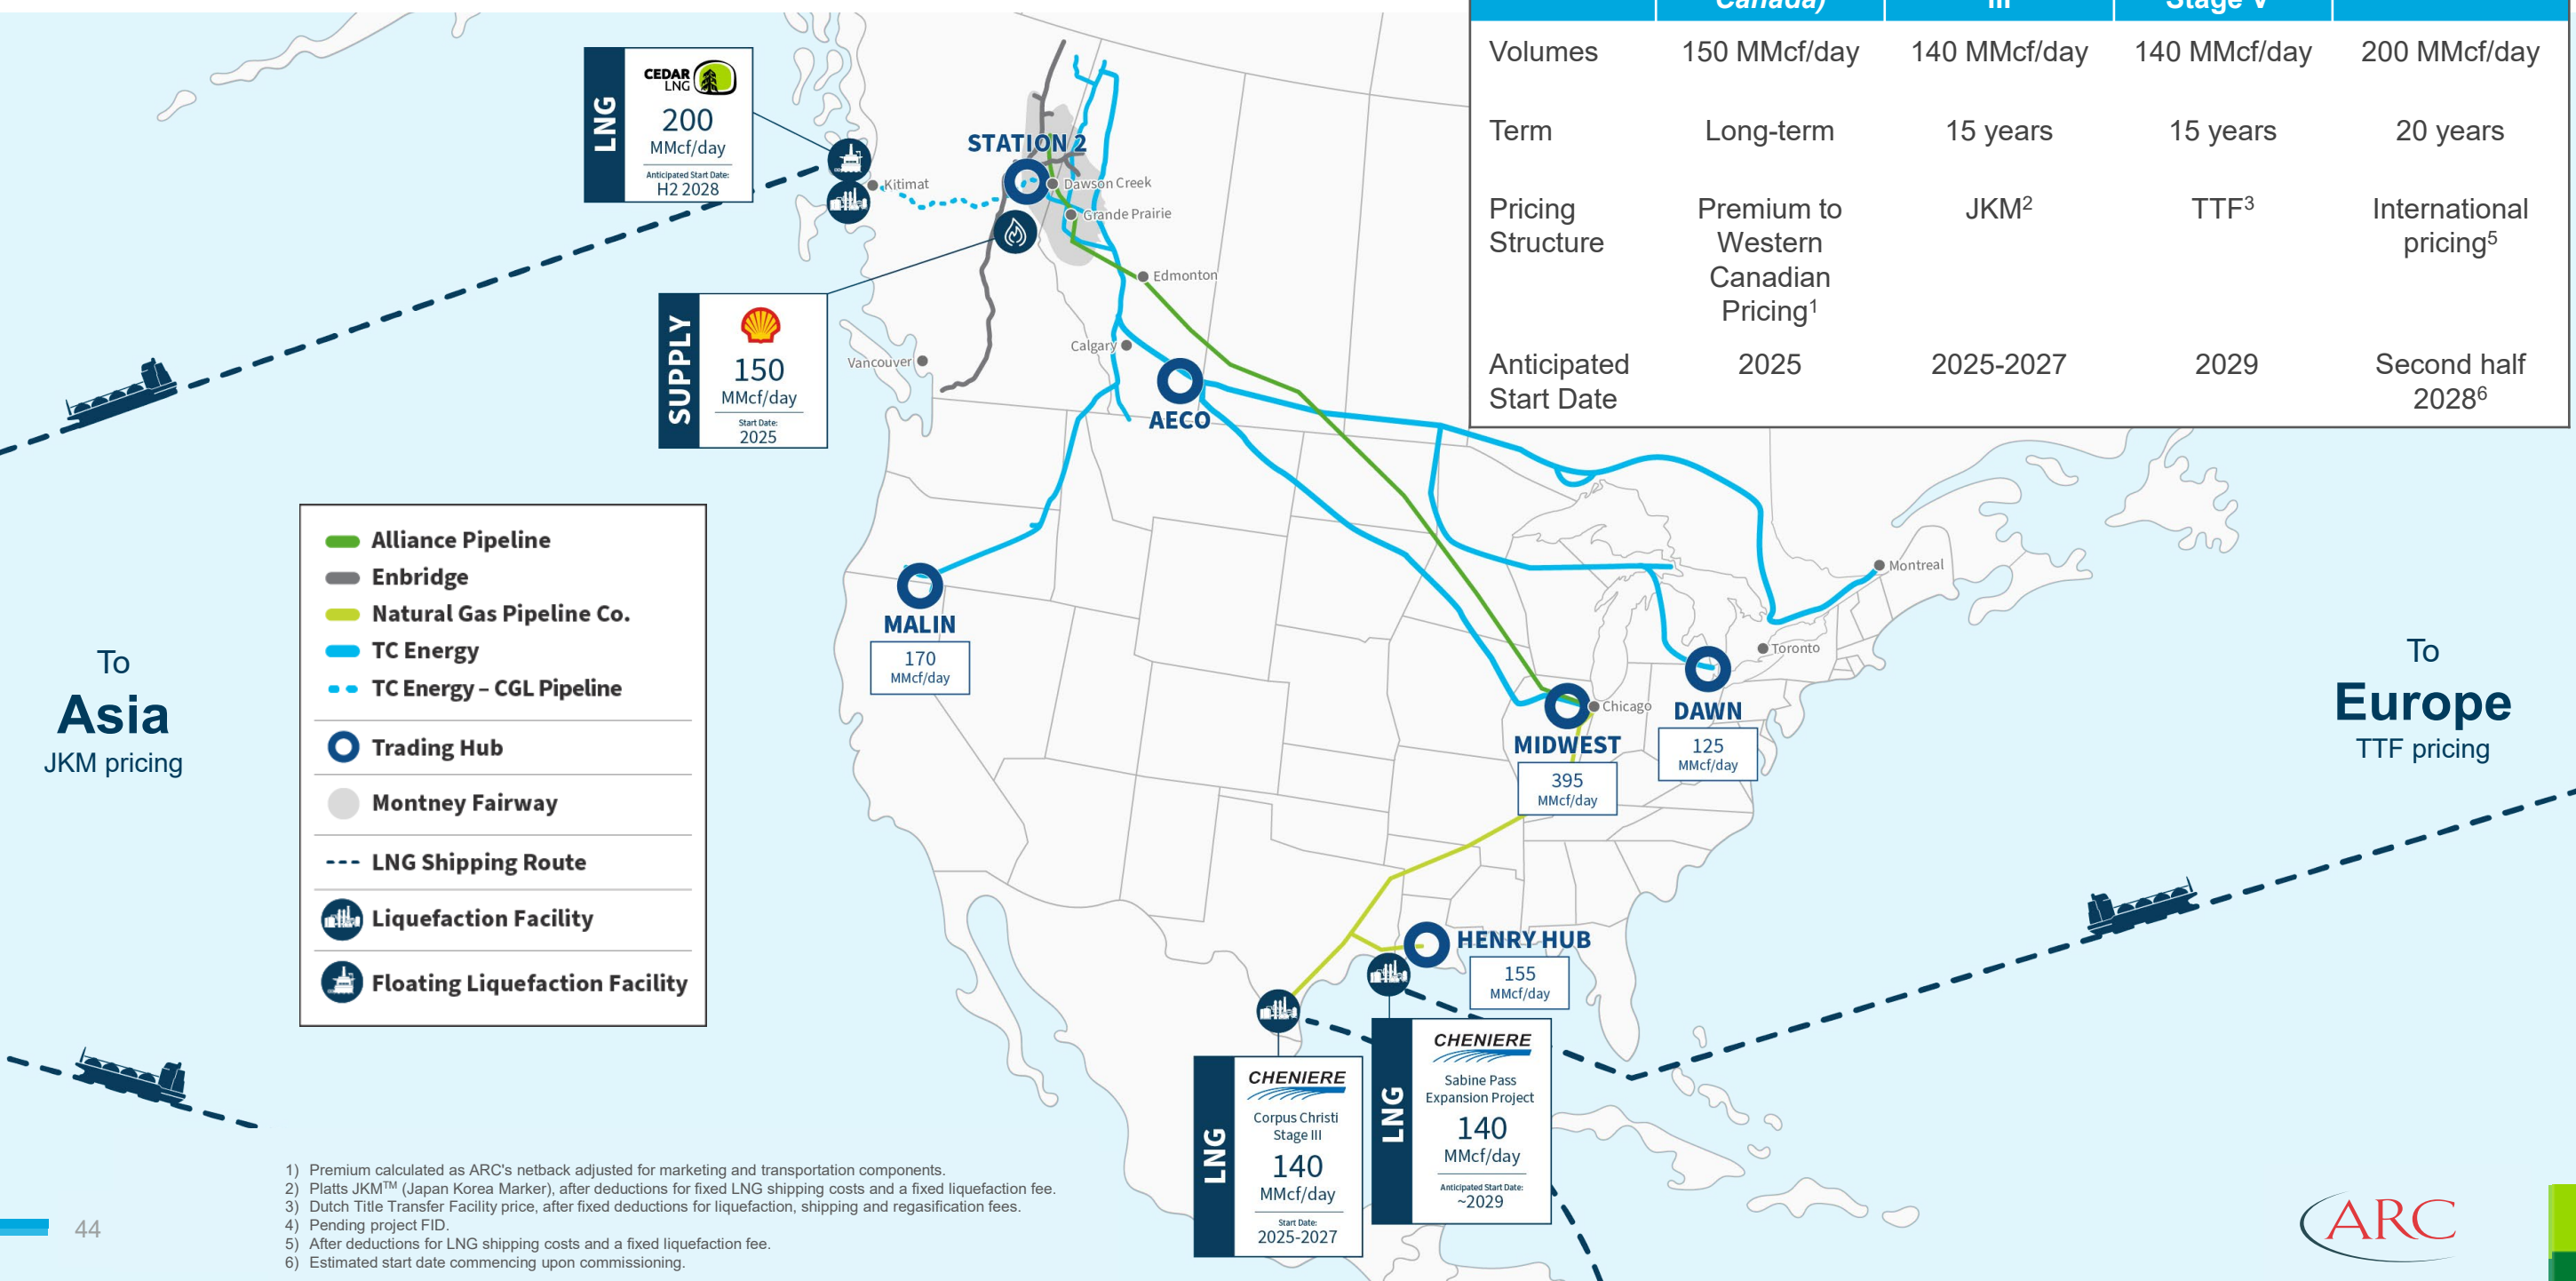 Canada)
III
Stage V
Volumes
150 MMcf/day
140 MMcf/day
140 MMcf/day
200 MMcf/day
Term
Long-term
15 years
15 years
20 years
Pricing
Structure
Premium to
Western
Canadian
Pricing1
JKM2
TTF3
International
pricing5
Anticipated
Start Date
2025
2025-2027
2029
Second half
20286
LNG
CEDAR
LNG
200
MMcf/day
Anticipated Start Date:
H2 2028
STATION 2
Kitimat
Dawson Creek
Grande Prairie
Edmonton
SUPPLY
150
MMcf/day
Start Date:
2025
Vancouver
Calgary
AECO
Alliance Pipeline
Enbridge
Natural Gas Pipeline Co.
TC Energy
TC Energy – CGL Pipeline
Trading Hub
Montney Fairway
LNG Shipping Route
Liquefaction Facility
Floating Liquefaction Facility
To
Asia
JKM pricing
MALIN
170
MMcf/day
Montreal
Toronto
Chicago
DAWN
125
MMcf/day
MIDWEST
395
MMcf/day
To
Europe
TTF pricing
HENRY HUB
155
MMcf/day
LNG
CHENIERE
Corpus Christi
Stage III
140
MMcf/day
Start Date:
2025-2027
LNG
CHENIERE
Sabine Pass
Expansion Project
140
MMcf/day
Anticipated Start Date:
~2029
1) Premium calculated as ARC's netback adjusted for marketing and transportation components.
2) Platts JKM™ (Japan Korea Marker), after deductions for fixed LNG shipping costs and a fixed liquefaction fee.
3) Dutch Title Transfer Facility price, after fixed deductions for liquefaction, shipping and regasification fees.
4) Pending project FID.
5) After deductions for LNG shipping costs and a fixed liquefaction fee.
6) Estimated start date commencing upon commissioning.
44
ARC